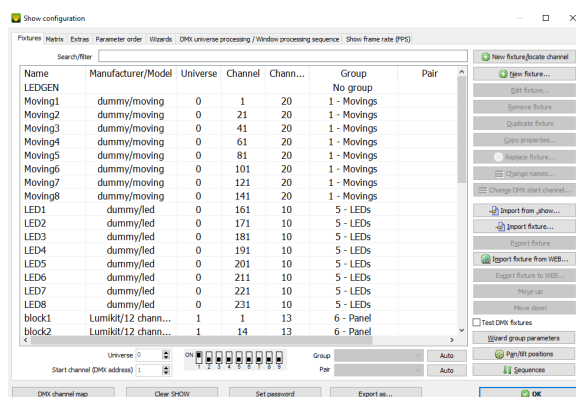 Show configuration
Fixtures Matrix Extras Parameter order Wizards DMX universe processing / Window processing sequence Show frame rate (FPS)
Search/filter
New fixture/locate channel
Name Manufacturer/Model Universe Channel Chann... Group Pair
New fixture...
LEDGEN No group
Edit fixture...
Moving1 dummy/moving 0 1 20 1 - Movings
Remove fixture
Moving2 dummy/moving 0 21 20 1 - Movings
Duplicate fixture
Moving3 dummy/moving 0 41 20 1 - Movings
Moving4 dummy/moving 0 61 20 1 - Movings
Copy properties...
Moving5 dummy/moving 0 81 20 1 - Movings
Replace fixture...
Moving6 dummy/moving 0 101 20 1 - Movings
Change names...
Moving7 dummy/moving 0 121 20 1 - Movings
Change DMX start channel...
Moving8 dummy/moving 0 141 20 1 - Movings
LED1 dummy/led 0 161 10 5 - LEDs
Import from .show...
LED2 dummy/led 0 171 10 5 - LEDs
Import fixture...
LED3 dummy/led 0 181 10 5 - LEDs
Export fixture
LED4 dummy/led 0 191 10 5 - LEDs
LED5 dummy/led 0 201 10 5 - LEDs
Import fixture from WEB...
LED6 dummy/led 0 211 10 5 - LEDs
Export fixture to WEB...
LED7 dummy/led 0 221 10 5 - LEDs
Move up
LED8 dummy/led 0 231 10 5 - LEDs
Move down
block1 Lumikit/12 chann... 1 1 13 6 - Panel
Test DMX fixtures
block2 Lumikit/12 chann... 1 14 13 6 - Panel
Wizard group parameters
Universe 0 ON 1 2 3 4 5 6 7 8 9 Group Auto
Pan/tilt positions
Start channel (DMX address) 1 Pair Auto
Sequences
DMX channel map Clear SHOW Set password Export as... OK